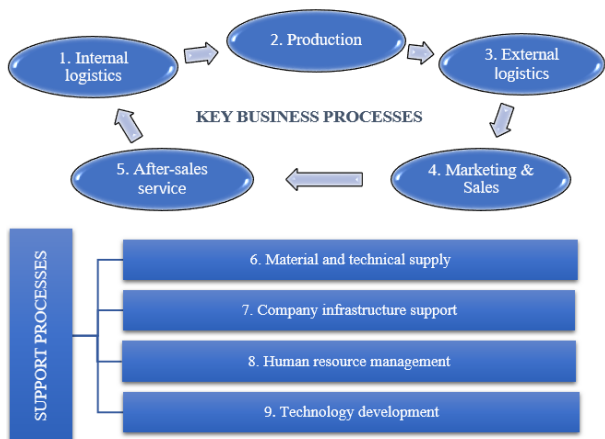 1. Internal
logistics
2. Production
3. External
logistics
KEY BUSINESS PROCESSES
5. After-sales
service
4. Marketing &
Sales
SUPPORT PROCESSES
6. Material and technical supply
7. Company infrastructure support
8. Human resource management
9. Technology development